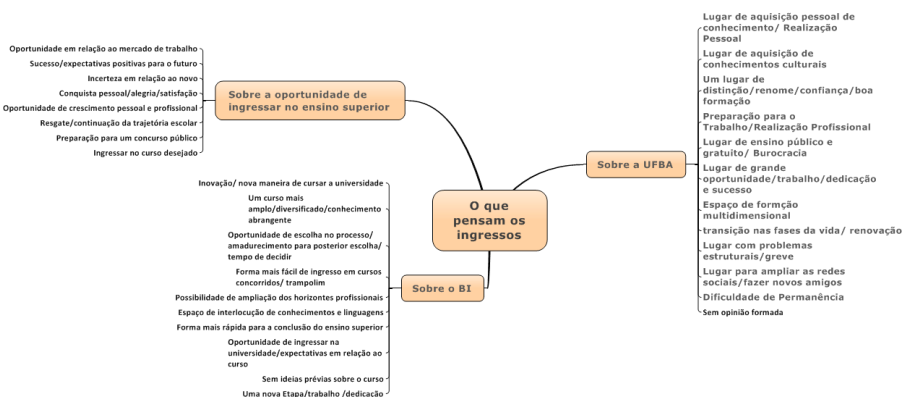 Oportunidade em relação ao mercado de trabalho
Sucesso/expectativas positivas para o futuro
Incerteza em relação ao novo
Conquista pessoal/alegria/satisfação
Oportunidade de crescimento pessoal e profissional
Resgate/continuação da trajetória escolar
Preparação para um concurso público
Ingressar no curso desejado
Sobre a oportunidade de
ingressar no ensino superior
Inovação/ nova maneira de cursar a universidade
Um curso mais
amplo/diversificado/conhecimento
abrangente
Oportunidade de escolha no processo/
amadurecimento para posterior escolha/
tempo de decidir
Forma mais fácil de ingresso em cursos
concorridos/ trampolim
Possibilidade de ampliação dos horizontes profissionais
Espaço de interlocução de conhecimentos e linguagens
Forma mais rápida para a conclusão do ensino superior
Oportunidade de ingressar na
universidade/expectativas em relação ao
curso
Sem ideias prévias sobre o curso
Uma nova Etapa/trabalho /dedicação
Sobre o BI
O que
pensam os
ingressos
Sobre a UFBA
Lugar de aquisição pessoal de
conhecimento/ Realização
Pessoal
Lugar de aquisição de
conhecimentos culturais
Um lugar de
distinção/renome/confiança/boa
formação
Preparação para o
Trabalho/Realização Profissional
Lugar de ensino público e
gratuito/ Burocracia
Lugar de grande
oportunidade/trabalho/dedicação
e sucesso
Espaço de formção
multidimensional
transição nas fases da vida/ renovação
Lugar com problemas
estruturais/greve
Lugar para ampliar as redes
sociais/fazer novos amigos
Dificuldade de Permanência
Sem opinião formada